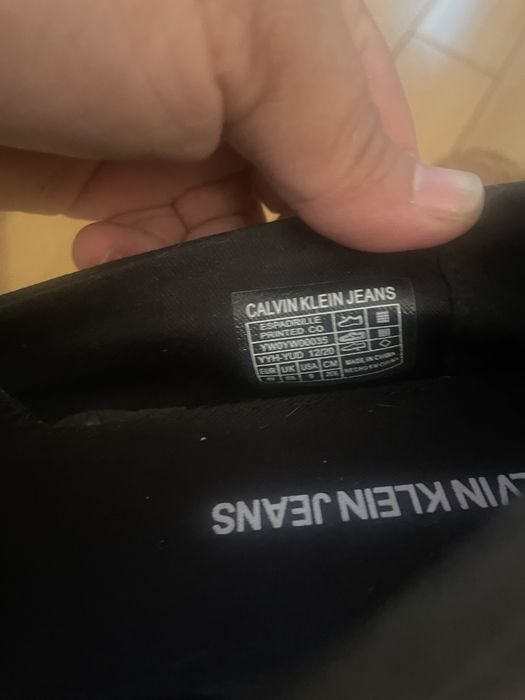 CALVIN KLEIN JEANS
ESPADRILLE
PRINTED CO
YW0YW00035
YYH-YUD 12/20
EUR UK USA CM
MADE IN CHINA
HECHO EN CHINA
VIN KLEIN JEANS